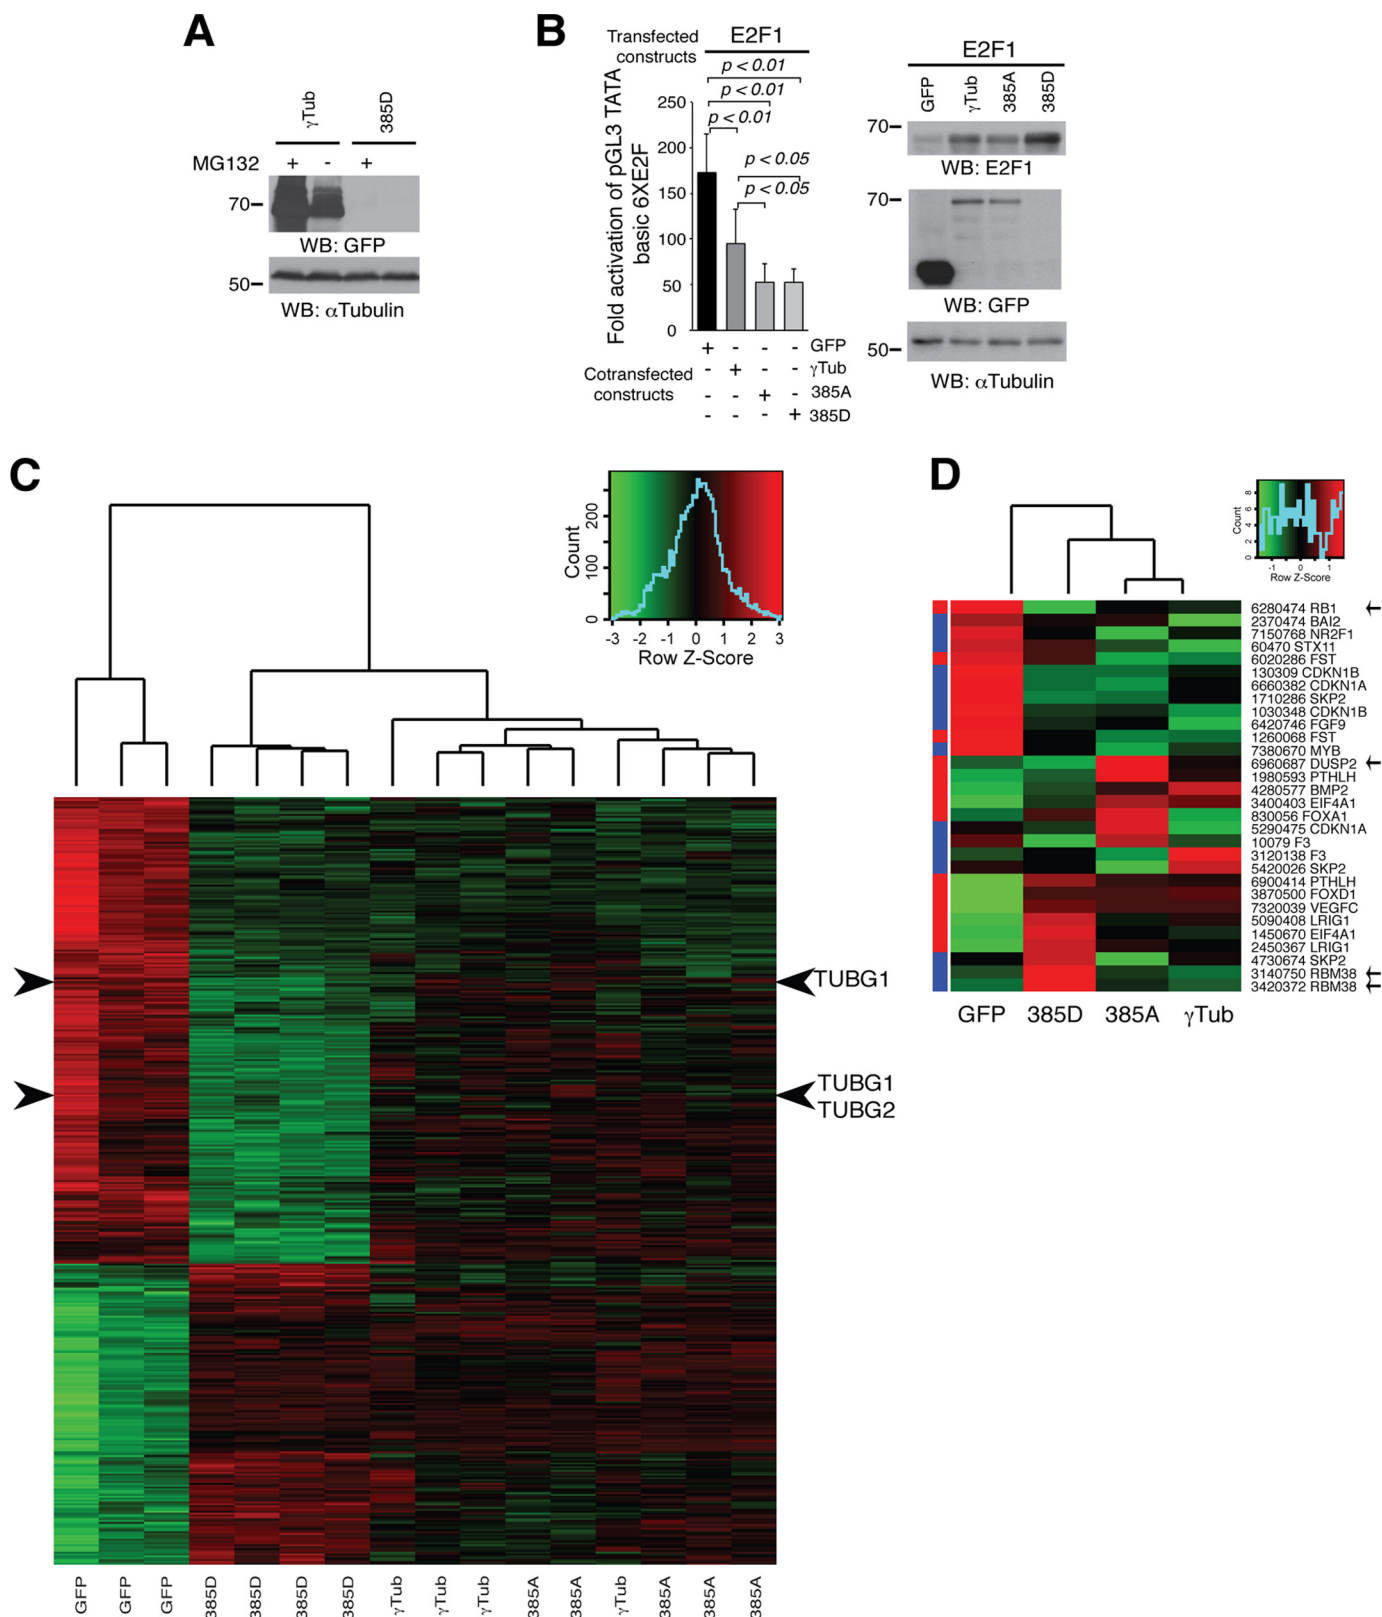 A
γTub
385D
MG132
+
-
+
70
WB: GFP
50
WB: αTubulin
B
Transfected
constructs
E2F1
p < 0.01
p < 0.01
p < 0.01
p < 0.05
p < 0.05
Fold activation of pGL3 TATA
basic 6XE2F
250
200
150
100
50
0
+ - - - GFP
- + - - γTub
- - + - 385A
- - - + 385D
Cotransfected
constructs
E2F1
GFP
γTub
385A
385D
70
WB: E2F1
70
WB: GFP
50
WB: αTubulin
C
Count
200
100
0
-3 -2 -1 0 1 2 3
Row Z-Score
TUBG1
TUBG1
TUBG2
GFP
GFP
GFP
385D
385D
385D
385D
γTub
γTub
γTub
385A
385A
γTub
385A
385A
385A
D
Count
8
6
4
2
0
-1 0 1
Row Z-Score
6280474 RB1
2370474 BAI2
7150768 NR2F1
60470 STX11
6020286 FST
130309 CDKN1B
6660382 CDKN1A
1710286 SKP2
1030348 CDKN1B
6420746 FGF9
1260068 FST
7380670 MYB
6960687 DUSP2
1980593 PTHLH
4280577 BMP2
3400403 EIF4A1
830056 FOXA1
5290475 CDKN1A
10079 F3
3120138 F3
5420026 SKP2
6900414 PTHLH
3870500 FOXD1
7320039 VEGFC
5090408 LRIG1
1450670 EIF4A1
2450367 LRIG1
4730674 SKP2
3140750 RBM38
3420372 RBM38
GFP 385D 385A γTub